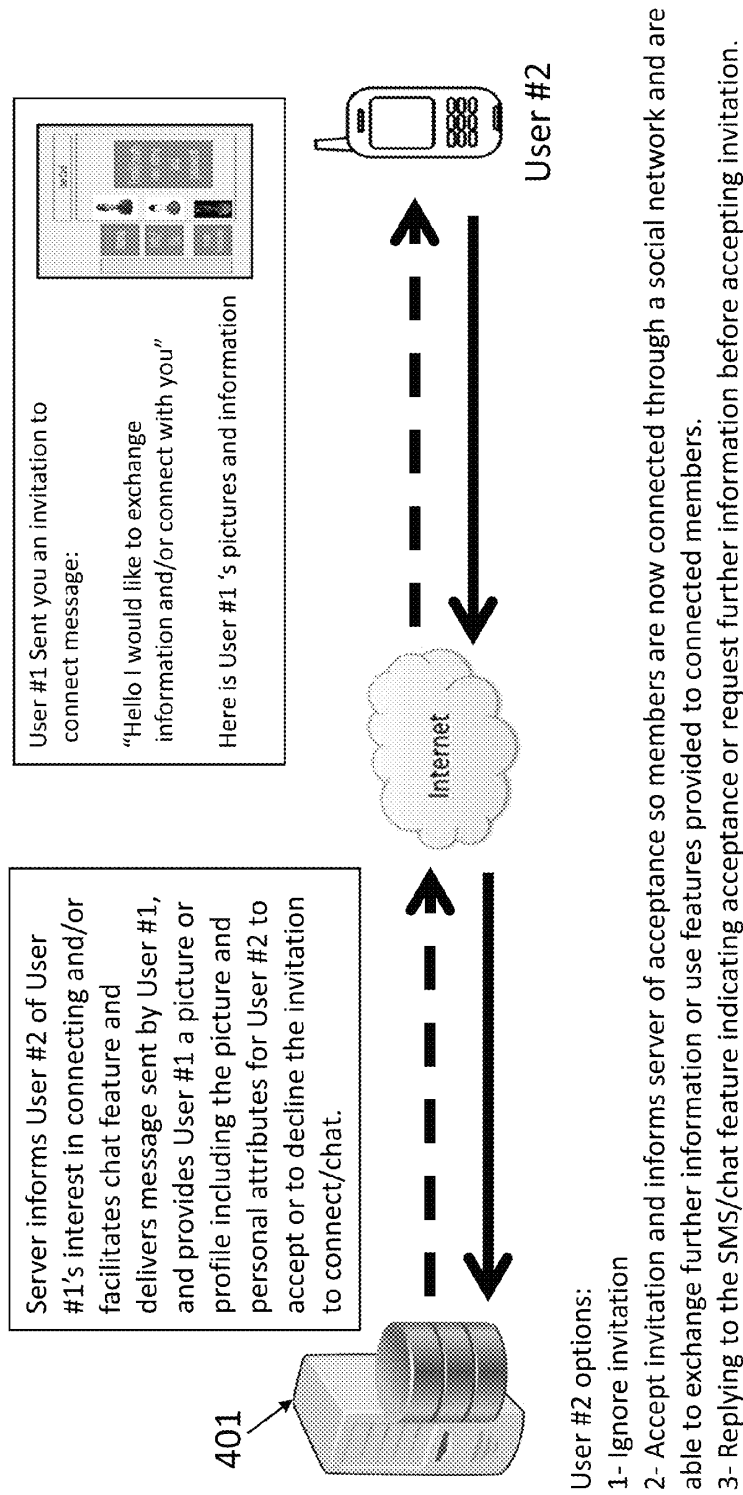 401
Server informs User #2 of User
#1's interest in connecting and/or
facilitates chat feature and
delivers message sent by User #1,
and provides User #1 a picture or
profile including the picture and
personal attributes for User #2 to
accept or to decline the invitation
to connect/chat.
Internet
User #1 Sent you an invitation to
connect message:
“Hello I would like to exchange
information and/or connect with you”
Here is User #1 ‘s pictures and information
User #2
User #2 options:
1- Ignore invitation
2- Accept invitation and informs server of acceptance so members are now connected through a social network and are
able to exchange further information or use features provided to connected members.
3- Replying to the SMS/chat feature indicating acceptance or request further information before accepting invitation.